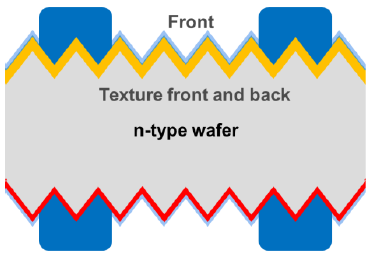 Front
Texture front and back
n-type wafer